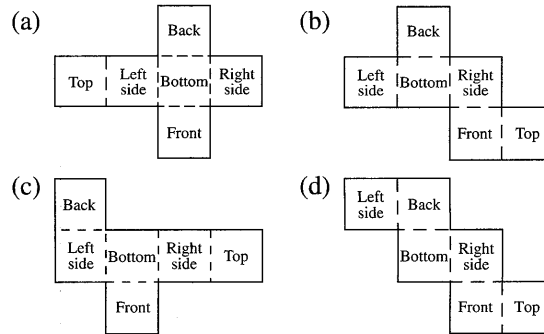 (a)
Back
Top
Left
side
Bottom
Right
side
Front
(b)
Back
Left
side
Bottom
Right
side
Front
Top
(c)
Back
Left
side
Bottom
Right
side
Top
Front
(d)
Left
side
Back
Bottom
Right
side
Front
Top